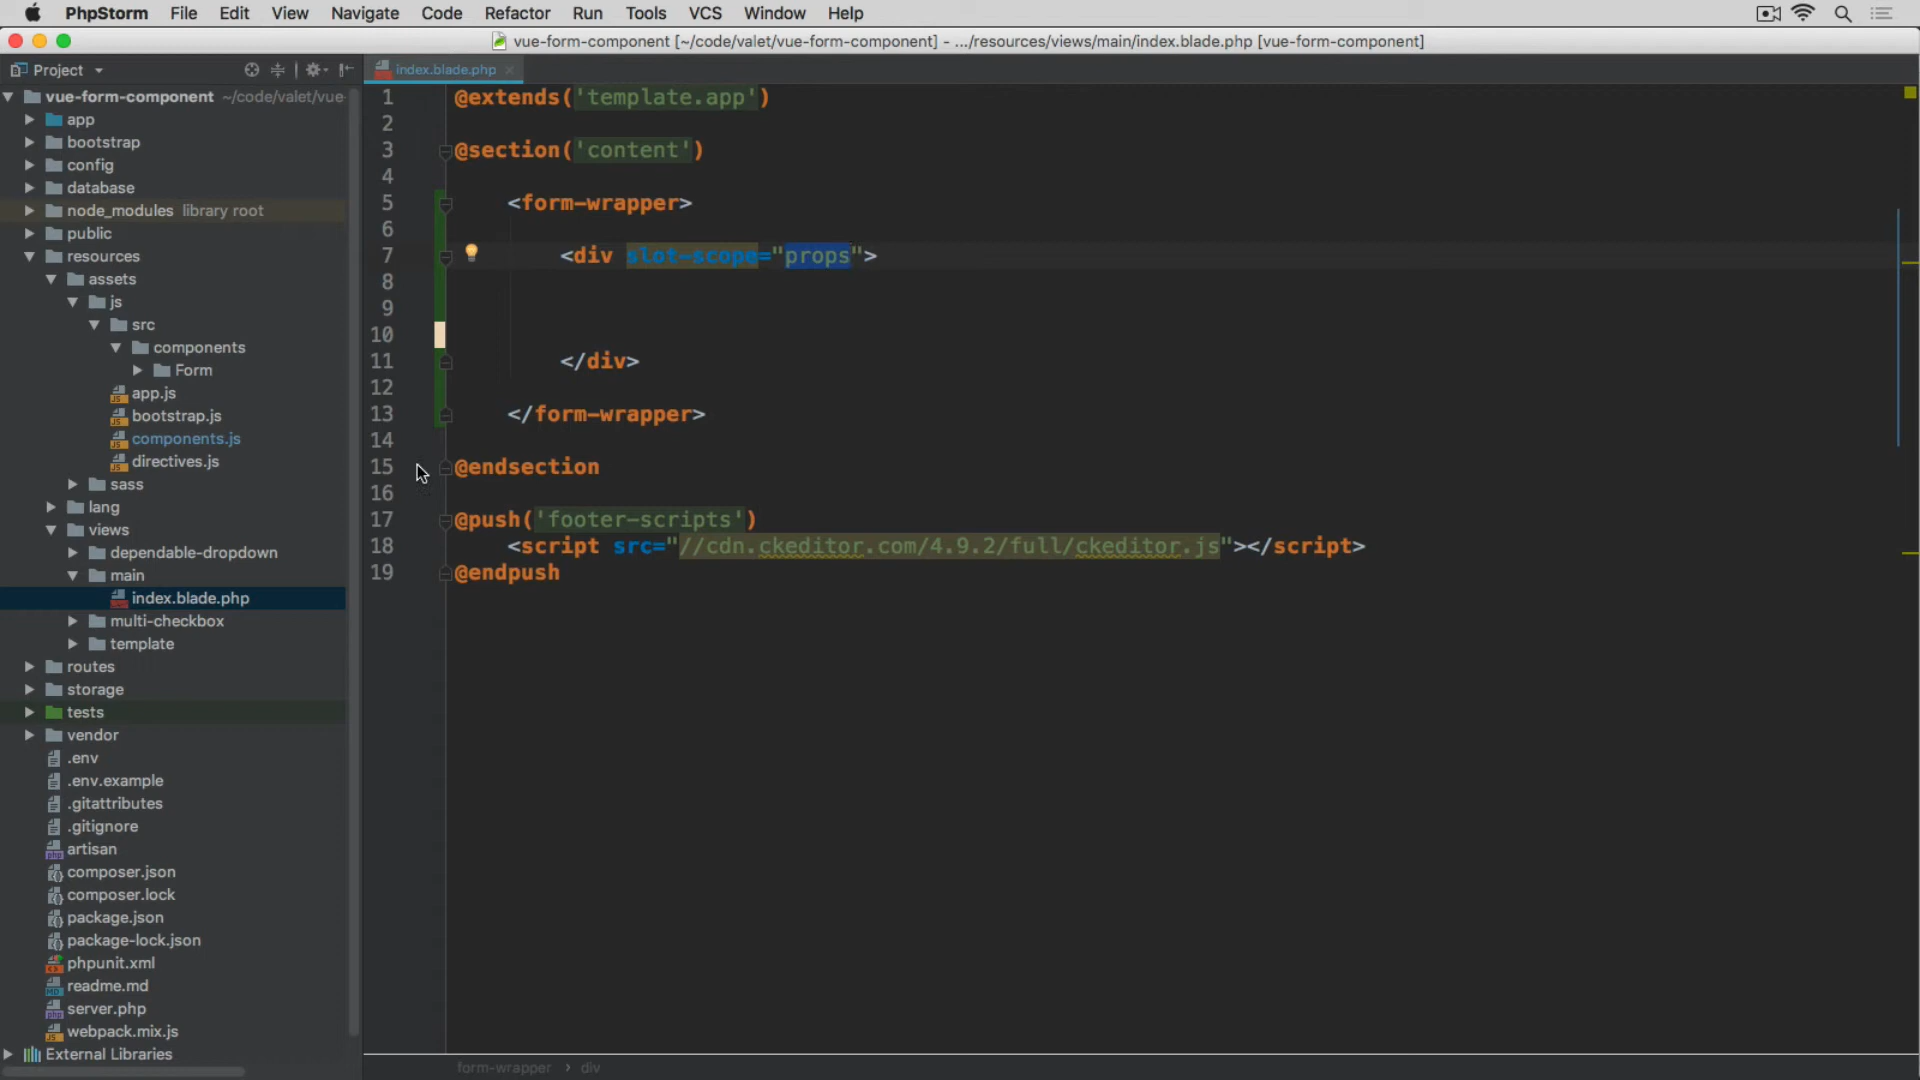 PhpStorm File Edit View Navigate Code Refactor Run Tools VCS Window Help
vue-form-component [~/code/valet/vue-form-component] - .../resources/views/main/index.blade.php [vue-form-component]
Project
index.blade.php
vue-form-component ~/code/valet/vue-
app
bootstrap
config
database
node_modules library root
public
resources
assets
js
src
components
Form
app.js
bootstrap.js
components.js
directives.js
sass
lang
views
dependable-dropdown
main
index.blade.php
multi-checkbox
template
routes
storage
tests
vendor
.env
.env.example
.gitattributes
.gitignore
artisan
composer.json
composer.lock
package.json
package-lock.json
phpunit.xml
readme.md
server.php
webpack.mix.js
External Libraries
1 @extends('template.app')
2
3 @section('content')
4
5 <form-wrapper>
6
7 <div slot-scope="props">
8
9
10
11 </div>
12
13 </form-wrapper>
14
15 @endsection
16
17 @push('footer-scripts')
18 <script src="//cdn.ckeditor.com/4.9.2/full/ckeditor.js"></script>
19 @endpush
form-wrapper › div